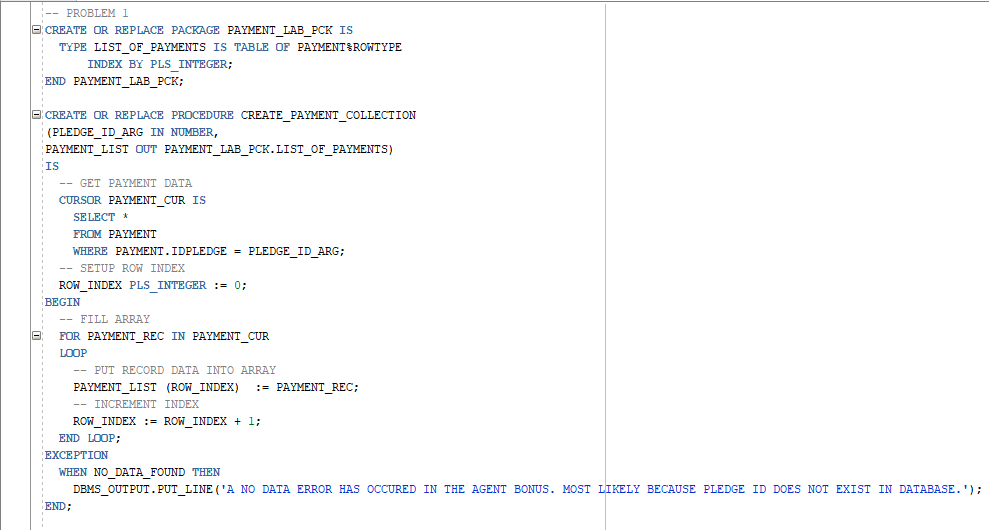 -- PROBLEM 1
CREATE OR REPLACE PACKAGE PAYMENT_LAB_PCK IS
  TYPE LIST_OF_PAYMENTS IS TABLE OF PAYMENT%ROWTYPE
      INDEX BY PLS_INTEGER;
END PAYMENT_LAB_PCK;

CREATE OR REPLACE PROCEDURE CREATE_PAYMENT_COLLECTION
(PLEDGE_ID_ARG IN NUMBER,
PAYMENT_LIST OUT PAYMENT_LAB_PCK.LIST_OF_PAYMENTS)
IS
  -- GET PAYMENT DATA
  CURSOR PAYMENT_CUR IS
    SELECT *
    FROM PAYMENT
    WHERE PAYMENT.IDPLEDGE = PLEDGE_ID_ARG;
  -- SETUP ROW INDEX
  ROW_INDEX PLS_INTEGER := 0;
BEGIN
  -- FILL ARRAY
  FOR PAYMENT_REC IN PAYMENT_CUR
  LOOP
    -- PUT RECORD DATA INTO ARRAY
    PAYMENT_LIST (ROW_INDEX)  := PAYMENT_REC;
    -- INCREMENT INDEX
    ROW_INDEX := ROW_INDEX + 1;
  END LOOP;
EXCEPTION
  WHEN NO_DATA_FOUND THEN
    DBMS_OUTPUT.PUT_LINE('A NO DATA ERROR HAS OCCURED IN THE AGENT BONUS. MOST LIKELY BECAUSE PLEDGE ID DOES NOT EXIST IN DATABASE.');
END;